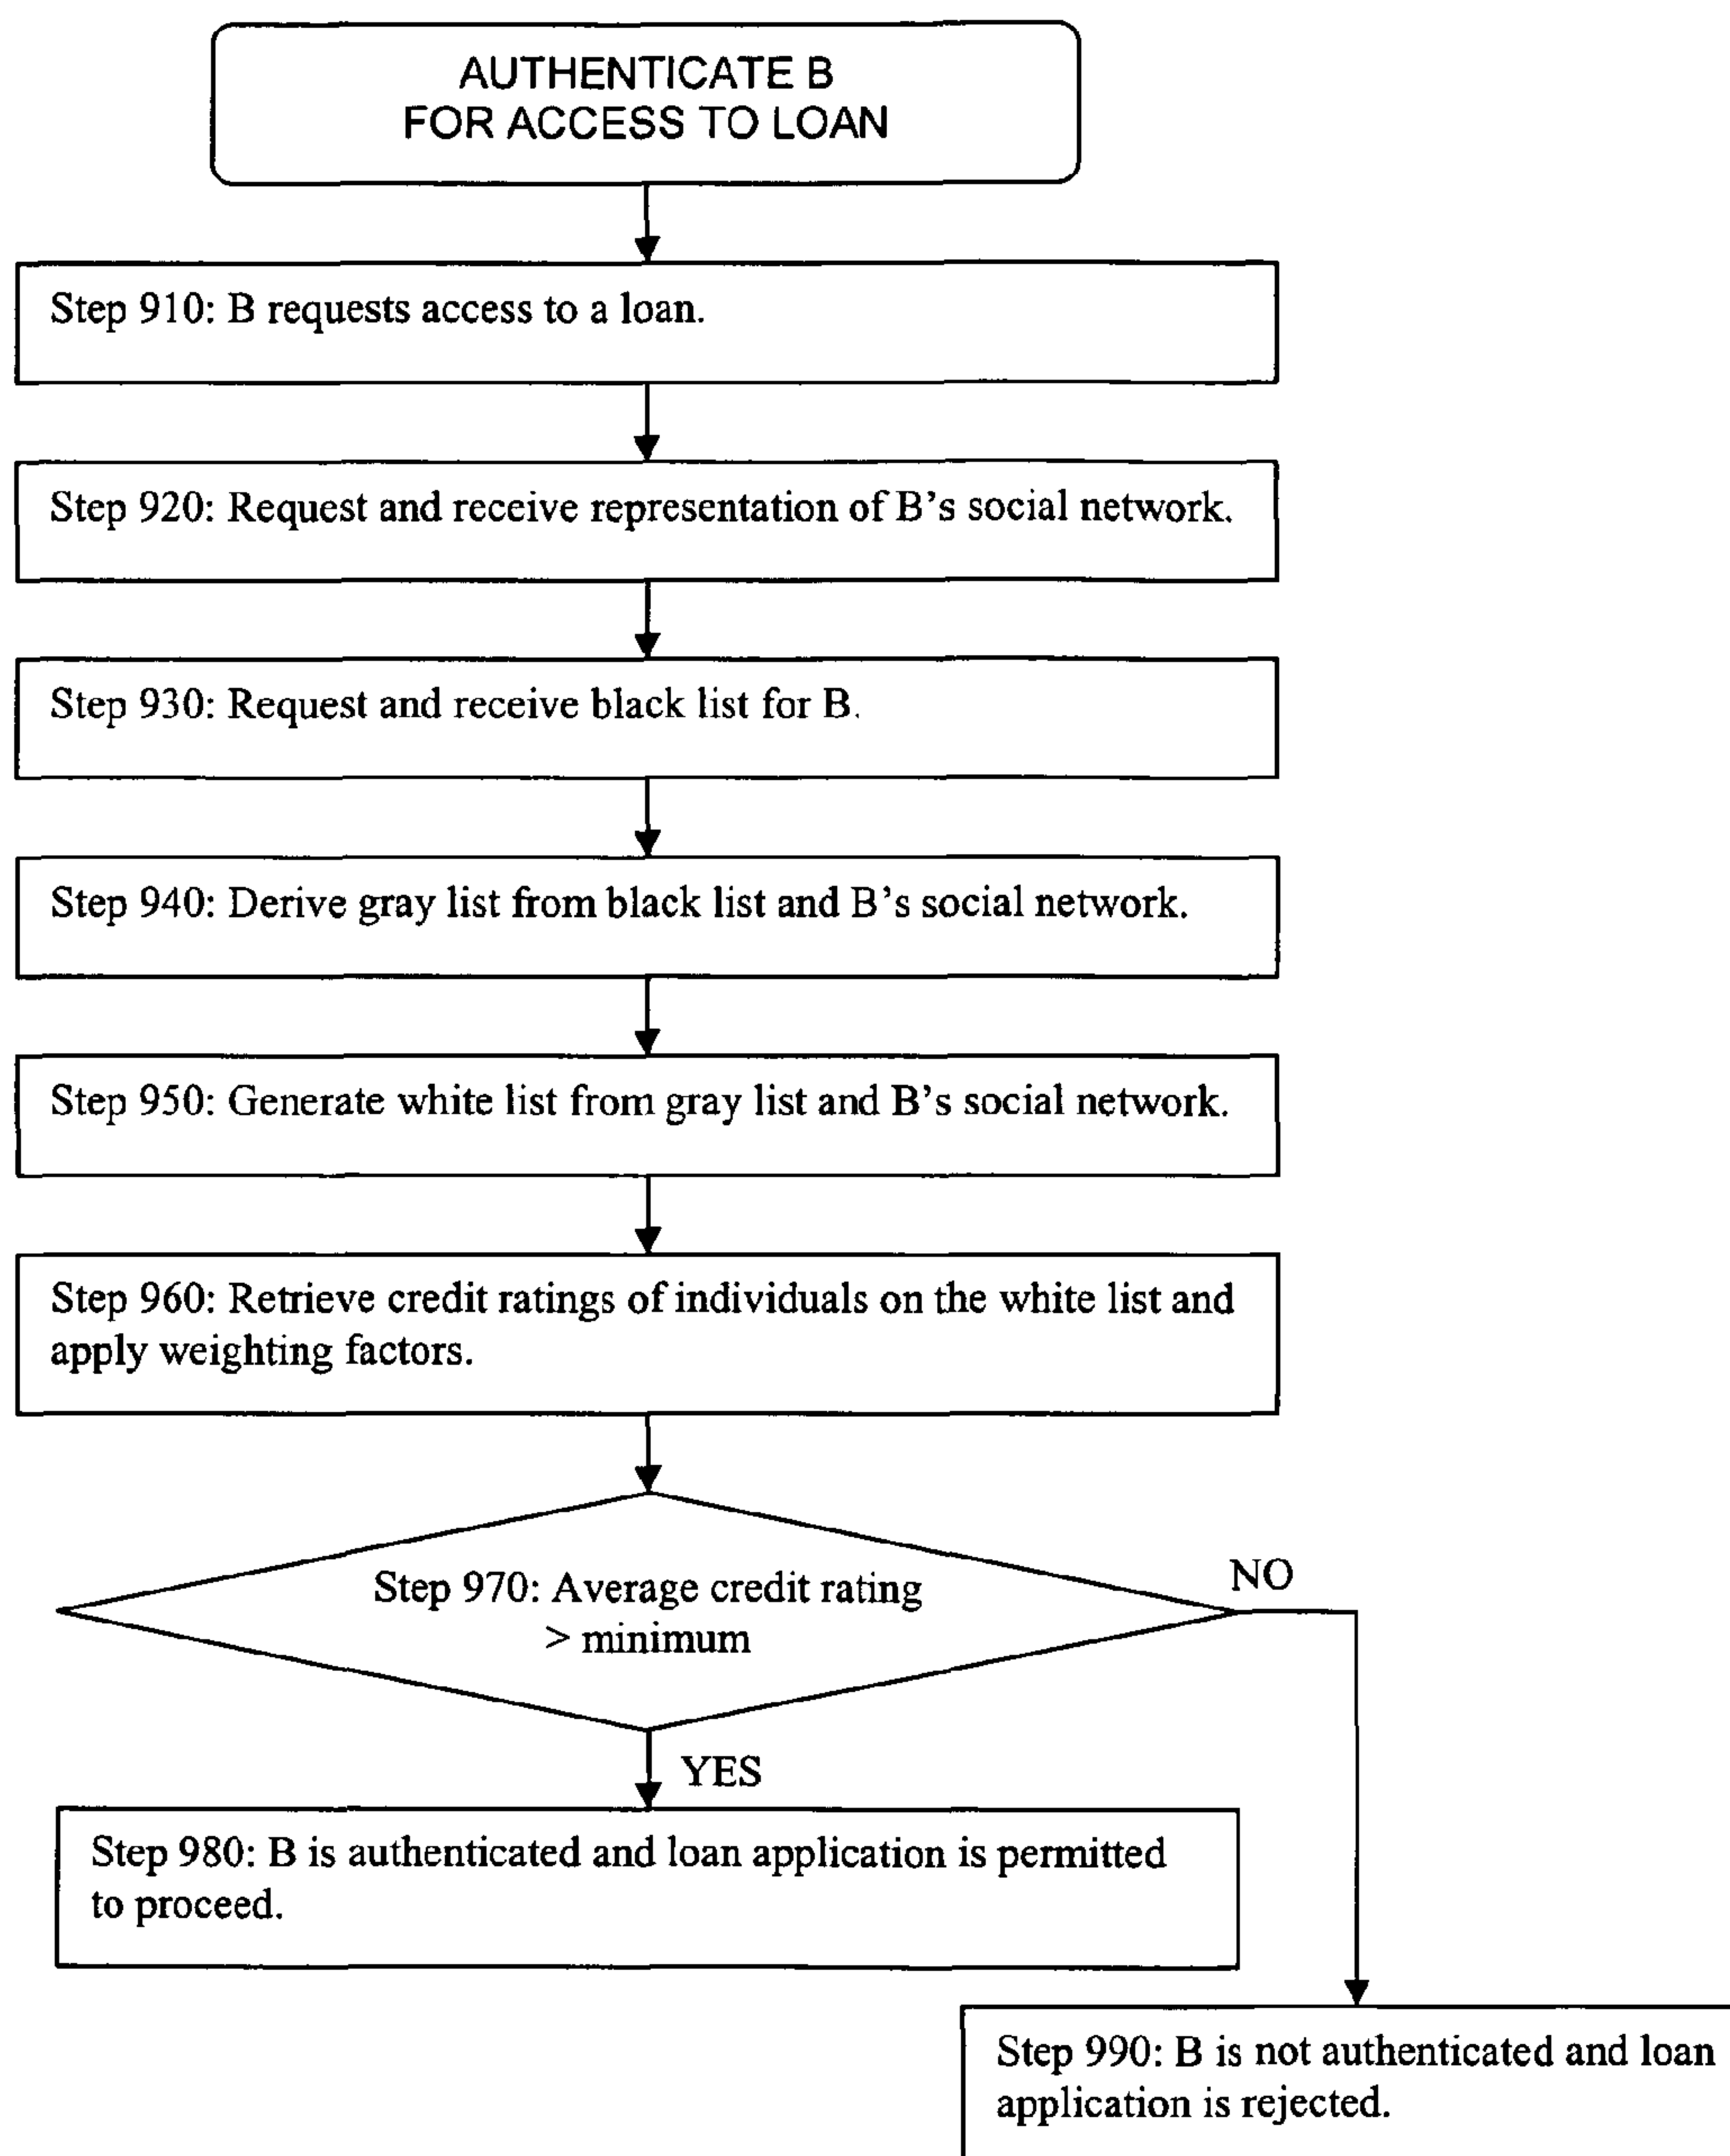 AUTHENTICATE B
FOR ACCESS TO LOAN
Step 910: B requests access to a loan.
Step 920: Request and receive representation of B’s social network.
Step 930: Request and receive black list for B.
Step 940: Derive gray list from black list and B’s social network.
Step 950: Generate white list from gray list and B’s social network.
Step 960: Retrieve credit ratings of individuals on the white list and
apply weighting factors.
Step 970: Average credit rating
> minimum
NO
YES
Step 980: B is authenticated and loan application is permitted
to proceed.
Step 990: B is not authenticated and loan
application is rejected.